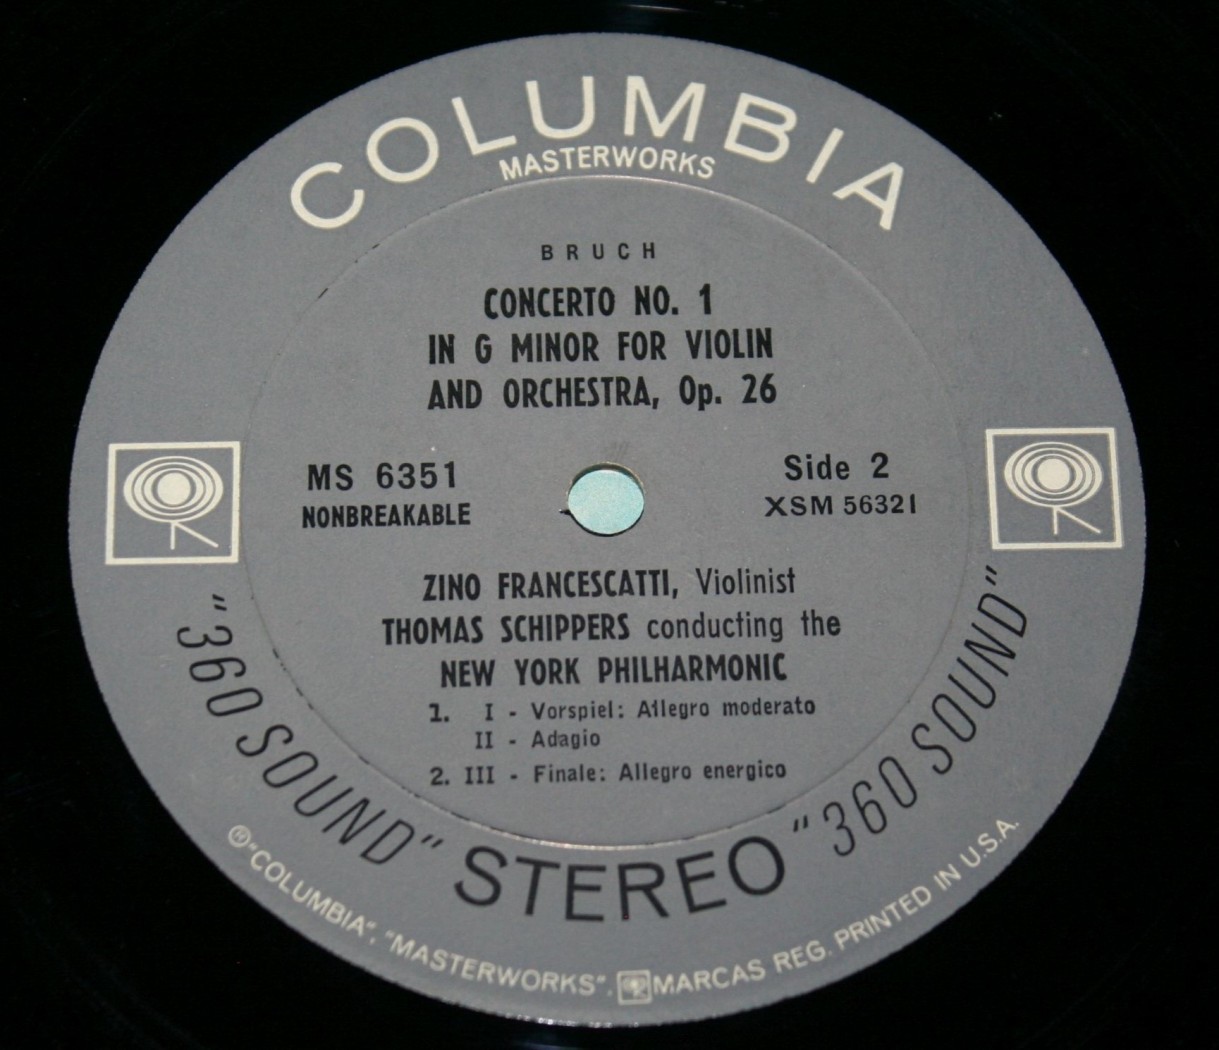 COLUMBIA
MASTERWORKS
BRUCH
CONCERTO NO. 1
IN G MINOR FOR VIOLIN
AND ORCHESTRA, Op. 26
MS 6351
NONBREAKABLE
Side 2
XSM 56321
ZINO FRANCESCATTI, Violinist
THOMAS SCHIPPERS conducting the
NEW YORK PHILHARMONIC
1. I - Vorspiel: Allegro moderato
II - Adagio
2. III - Finale: Allegro energico
"360 SOUND" STEREO "360 SOUND"
Ⓗ"COLUMBIA", "MASTERWORKS", MARCAS REG. PRINTED IN U.S.A.